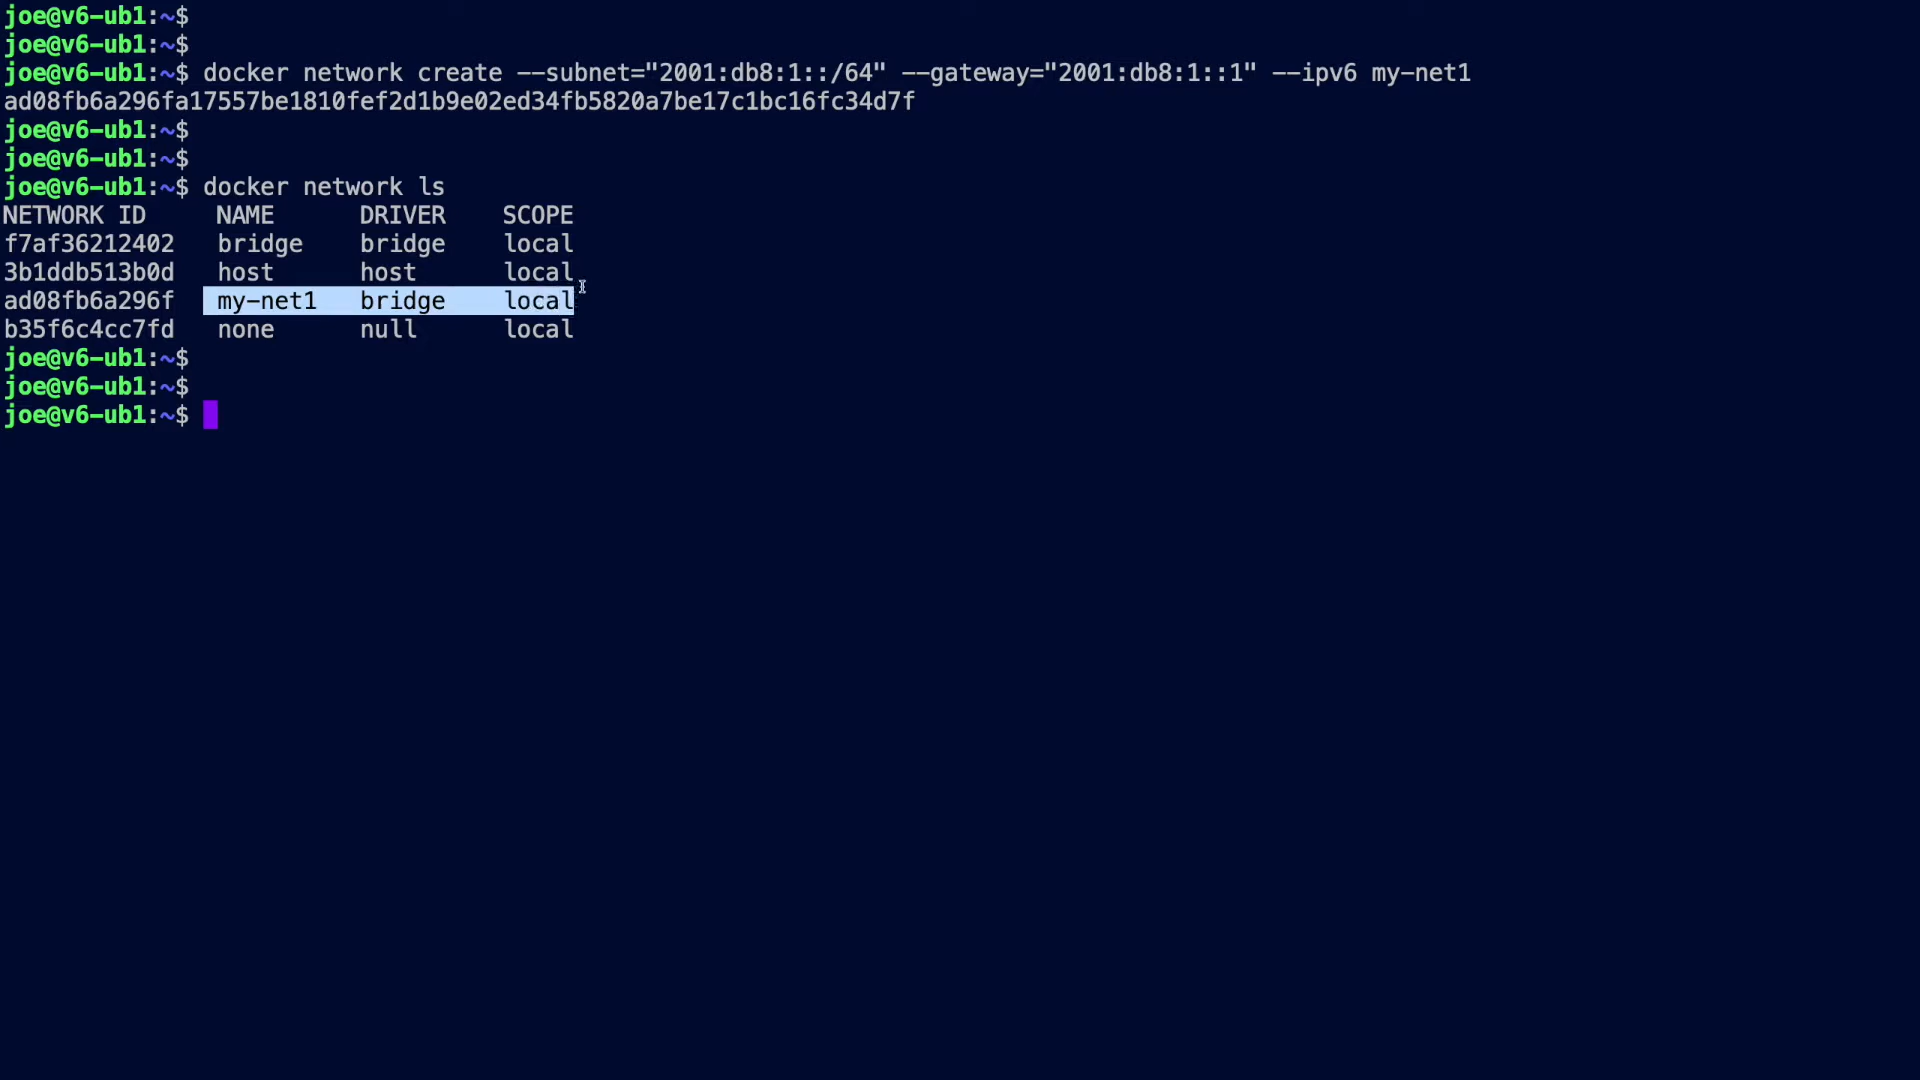 joe@v6-ub1:~$
joe@v6-ub1:~$
joe@v6-ub1:~$ docker network create --subnet="2001:db8:1::/64" --gateway="2001:db8:1::1" --ipv6 my-net1
ad08fb6a296fa17557be1810fef2d1b9e02ed34fb5820a7be17c1bc16fc34d7f
joe@v6-ub1:~$
joe@v6-ub1:~$
joe@v6-ub1:~$ docker network ls
NETWORK ID     NAME      DRIVER    SCOPE
f7af36212402   bridge    bridge    local
3b1ddb513b0d   host      host      local
ad08fb6a296f   my-net1   bridge    local
b35f6c4cc7fd   none      null      local
joe@v6-ub1:~$
joe@v6-ub1:~$
joe@v6-ub1:~$